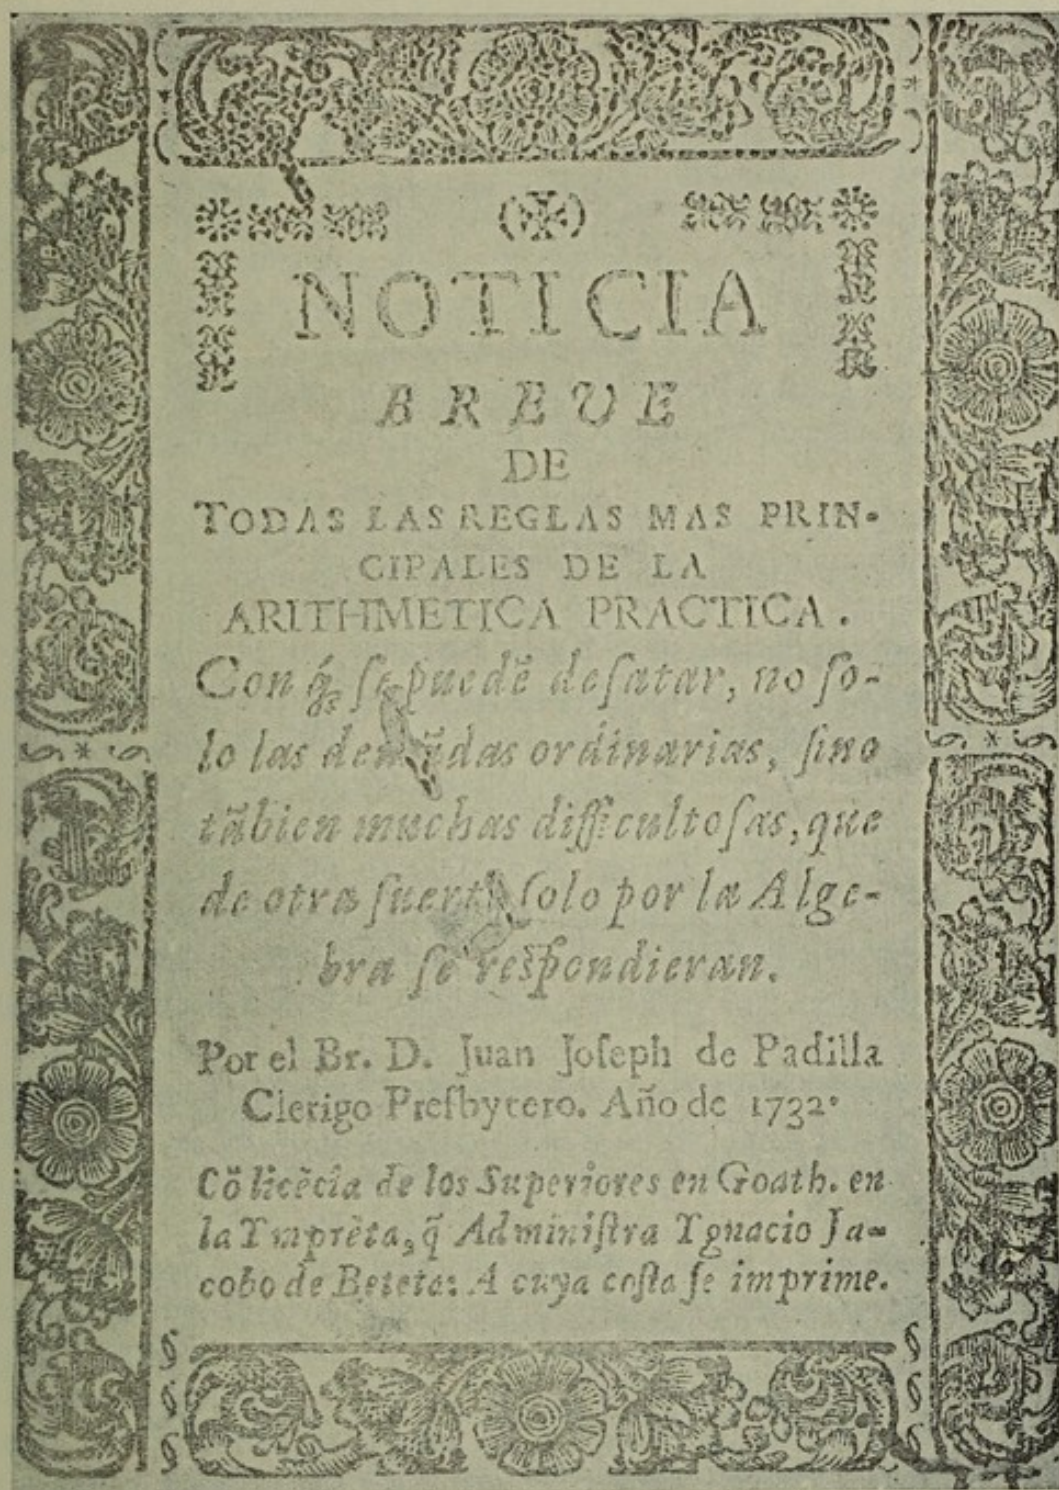 NOTICIA
BREVE
DE
TODAS LAS REGLAS MAS PRIN-
CIPALES DE LA
ARITHMETICA PRACTICA.
Con q̃ ſe puedẽ deſatar, no ſo-
lo las demãdas ordinarias, ſino
tãbien muchas difficultoſas, que
de otra ſuerte ſolo por la Alge-
bra ſe reſpondieran.
Por el Br. D. Juan Joſeph de Padilla
Clerigo Preſbytero. Año de 1732.
Cõ licẽcia de los Superiores en Goath. en
la Ymprẽta, q̃ Adminiſtra Ygnacio Ja-
cobo de Beteta: A cuya coſta ſe imprime.